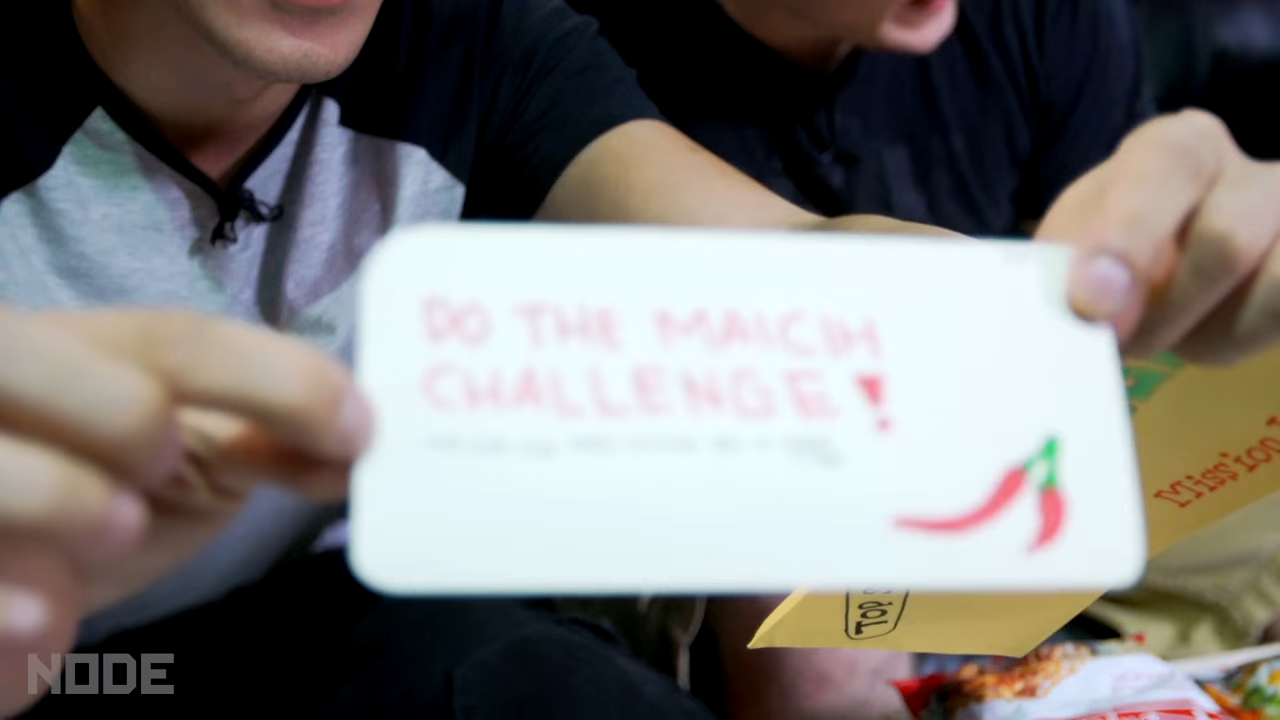 DO THE MAICIH
CHALLENGE!
Mission
TOP S
NODE